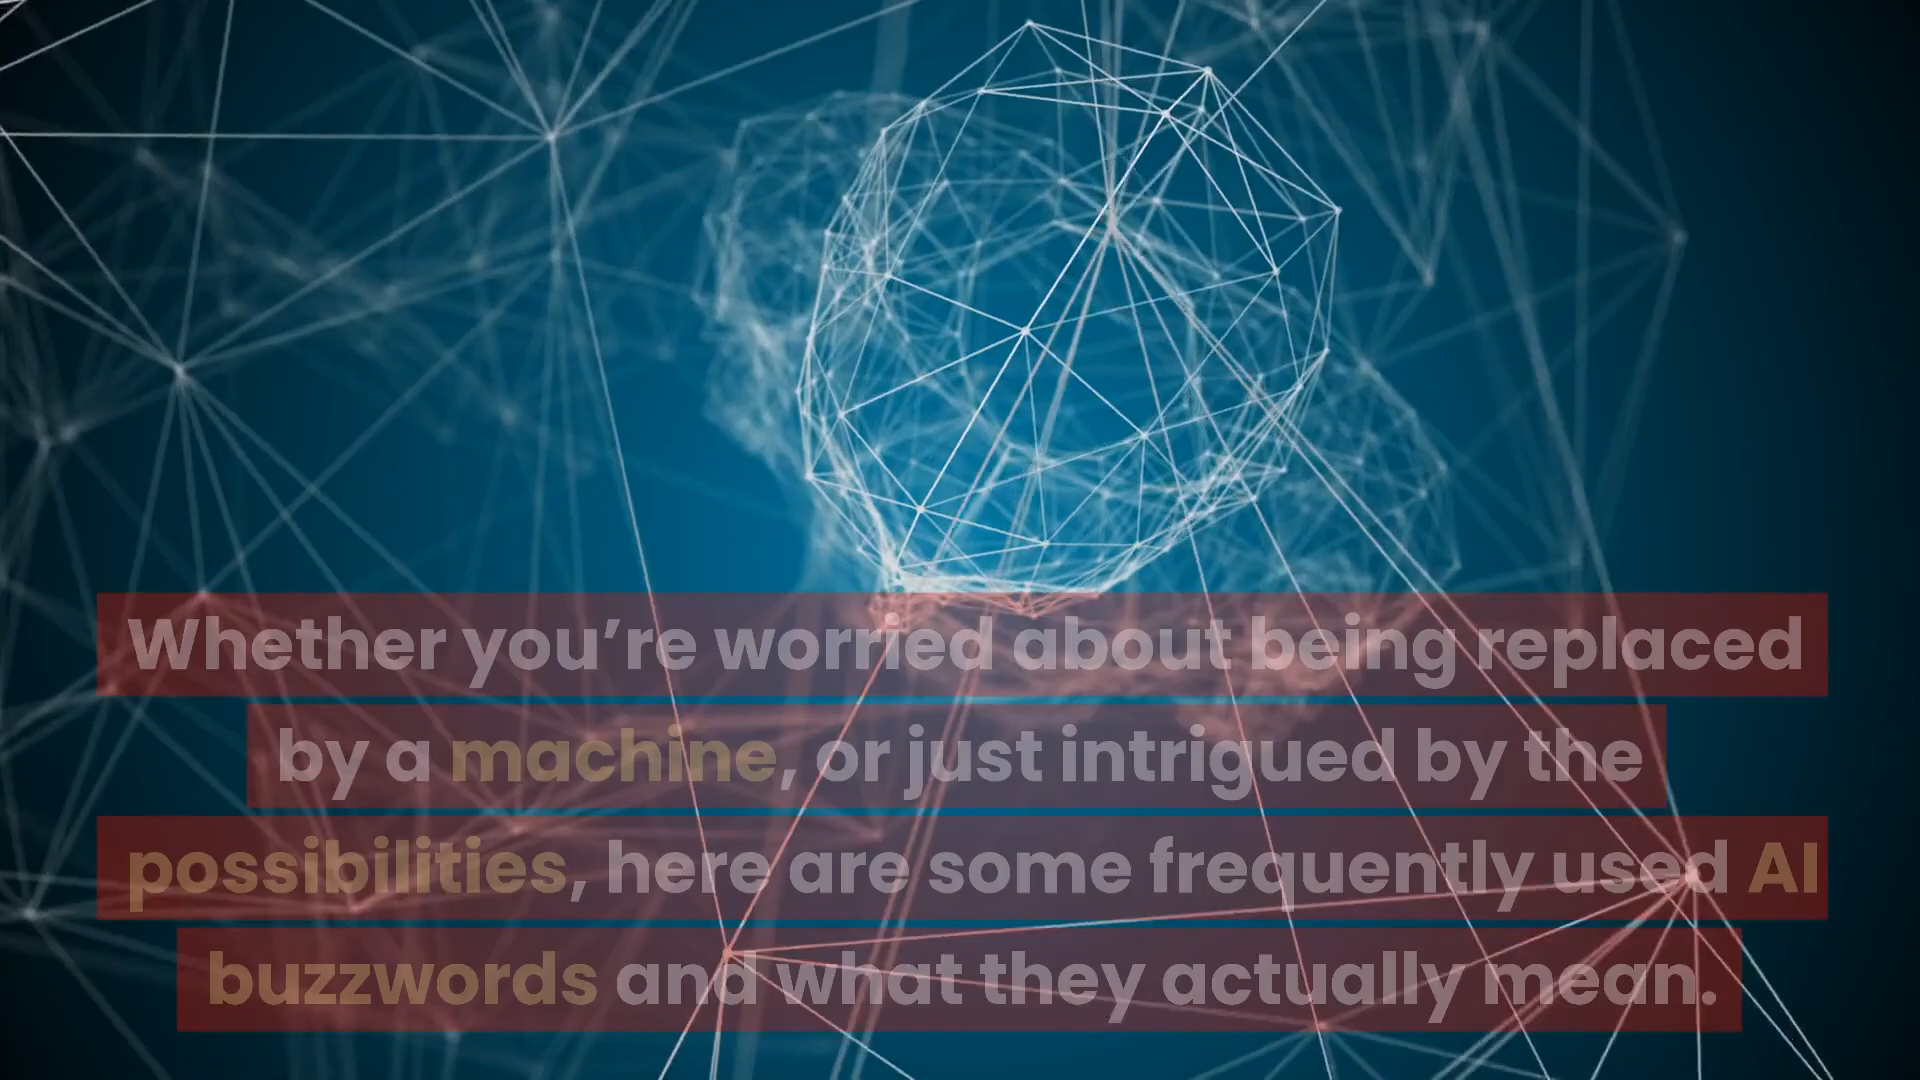 Whether you’re worried about being replaced
by a machine, or just intrigued by the
possibilities, here are some frequently used AI
buzzwords and what they actually mean.